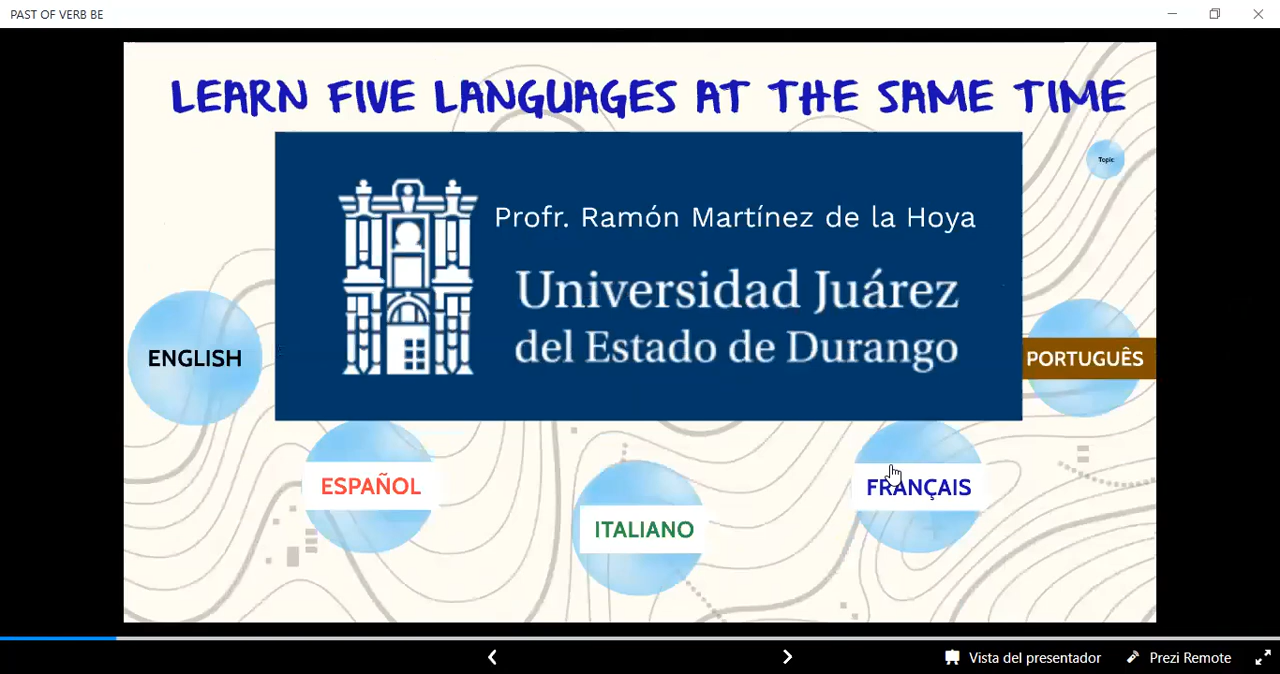 PAST OF VERB BE
LEARN FIVE LANGUAGES AT THE SAME TIME
Topic
Profr. Ramón Martínez de la Hoya
Universidad Juárez
del Estado de Durango
ENGLISH
PORTUGUÊS
ESPAÑOL
FRANÇAIS
ITALIANO
Vista del presentador
Prezi Remote